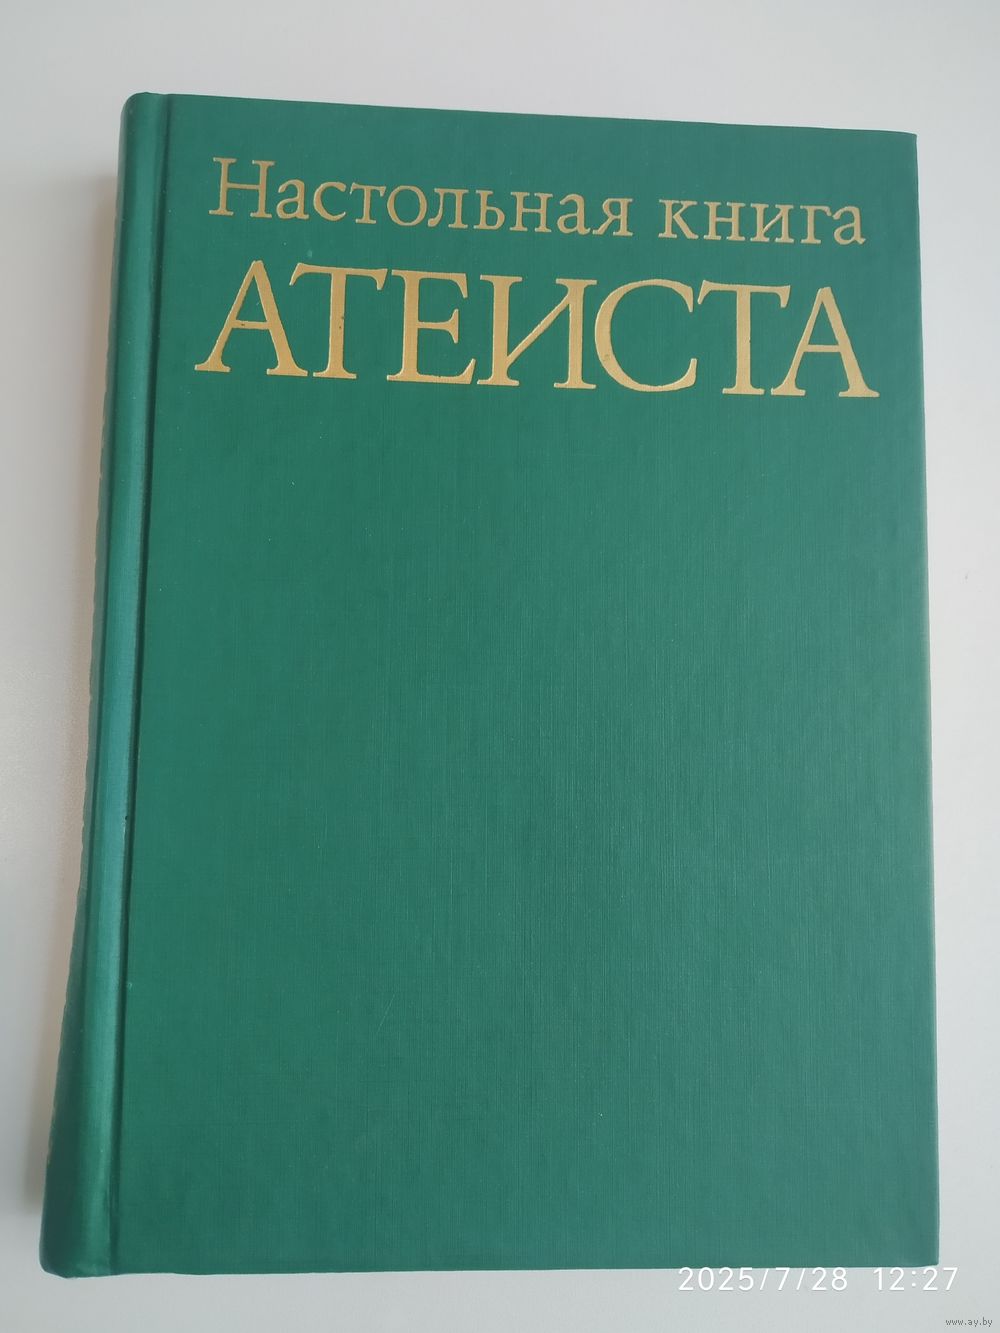 Настольная книга
АТЕИСТА
2025/7/28 12:27
www.ay.by